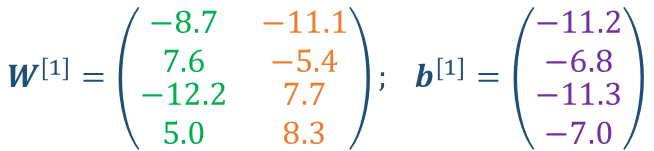 W[1] = ( −8.7 −11.1 ; b[1] = ( −11.2
7.6 −5.4 −6.8
−12.2 7.7 −11.3
5.0 8.3 ) −7.0 )